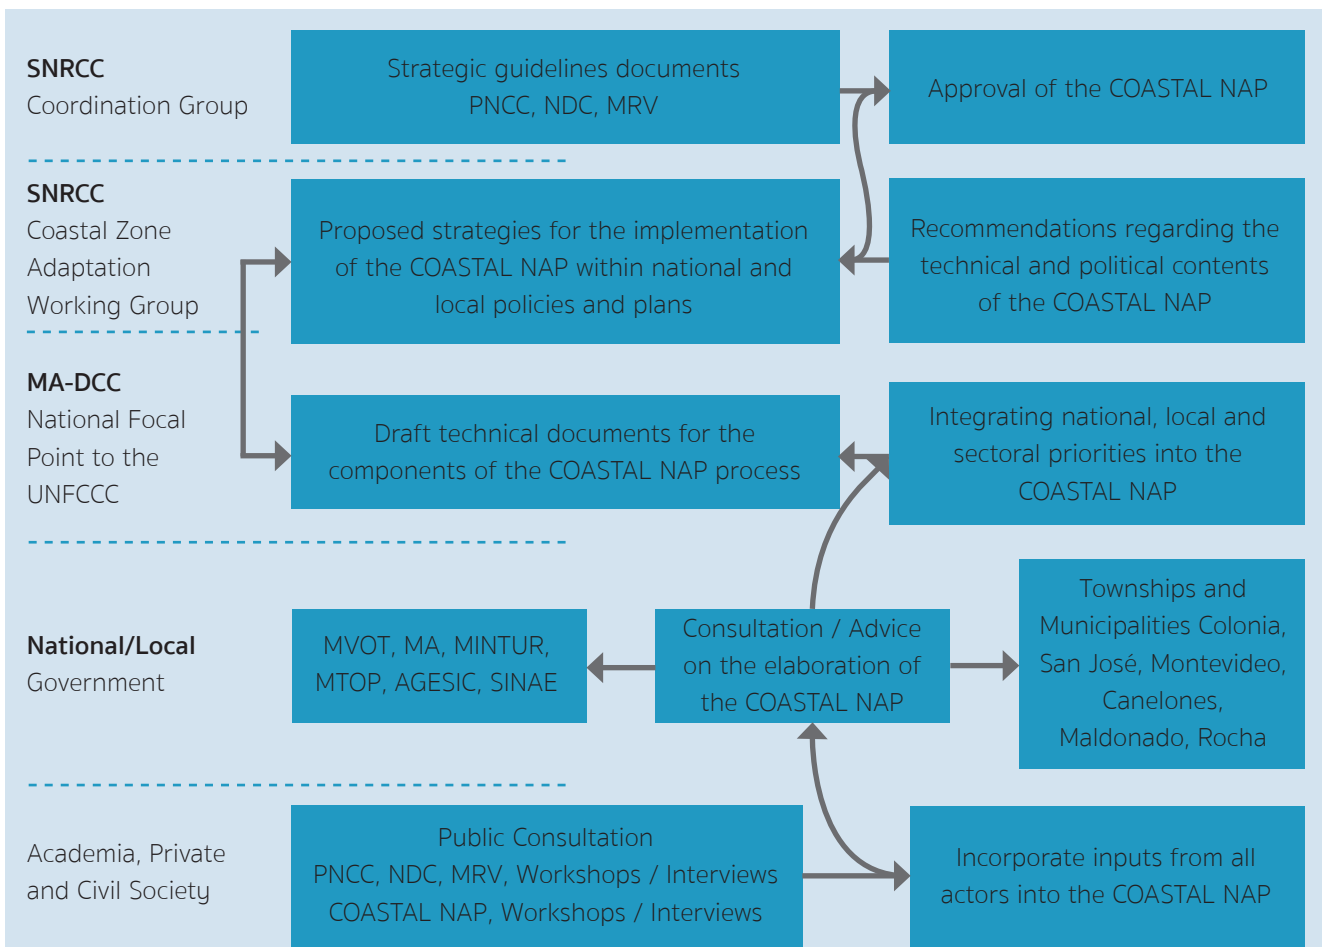 SNRCC
Coordination Group
Strategic guidelines documents
PNCC, NDC, MRV
Approval of the COASTAL NAP
SNRCC
Coastal Zone
Adaptation
Working Group
Proposed strategies for the implementation
of the COASTAL NAP within national and
local policies and plans
Recommendations regarding the
technical and political contents
of the COASTAL NAP
MA-DCC
National Focal
Point to the
UNFCCC
Draft technical documents for the
components of the COASTAL NAP process
Integrating national, local and
sectoral priorities into the
COASTAL NAP
National/Local
Government
MVOT, MA, MINTUR,
MTOP, AGESIC, SINAE
Consultation / Advice
on the elaboration of
the COASTAL NAP
Townships and
Municipalities Colonia,
San José, Montevideo,
Canelones,
Maldonado, Rocha
Academia, Private
and Civil Society
Public Consultation
PNCC, NDC, MRV, Workshops / Interviews
COASTAL NAP, Workshops / Interviews
Incorporate inputs from all
actors into the COASTAL NAP